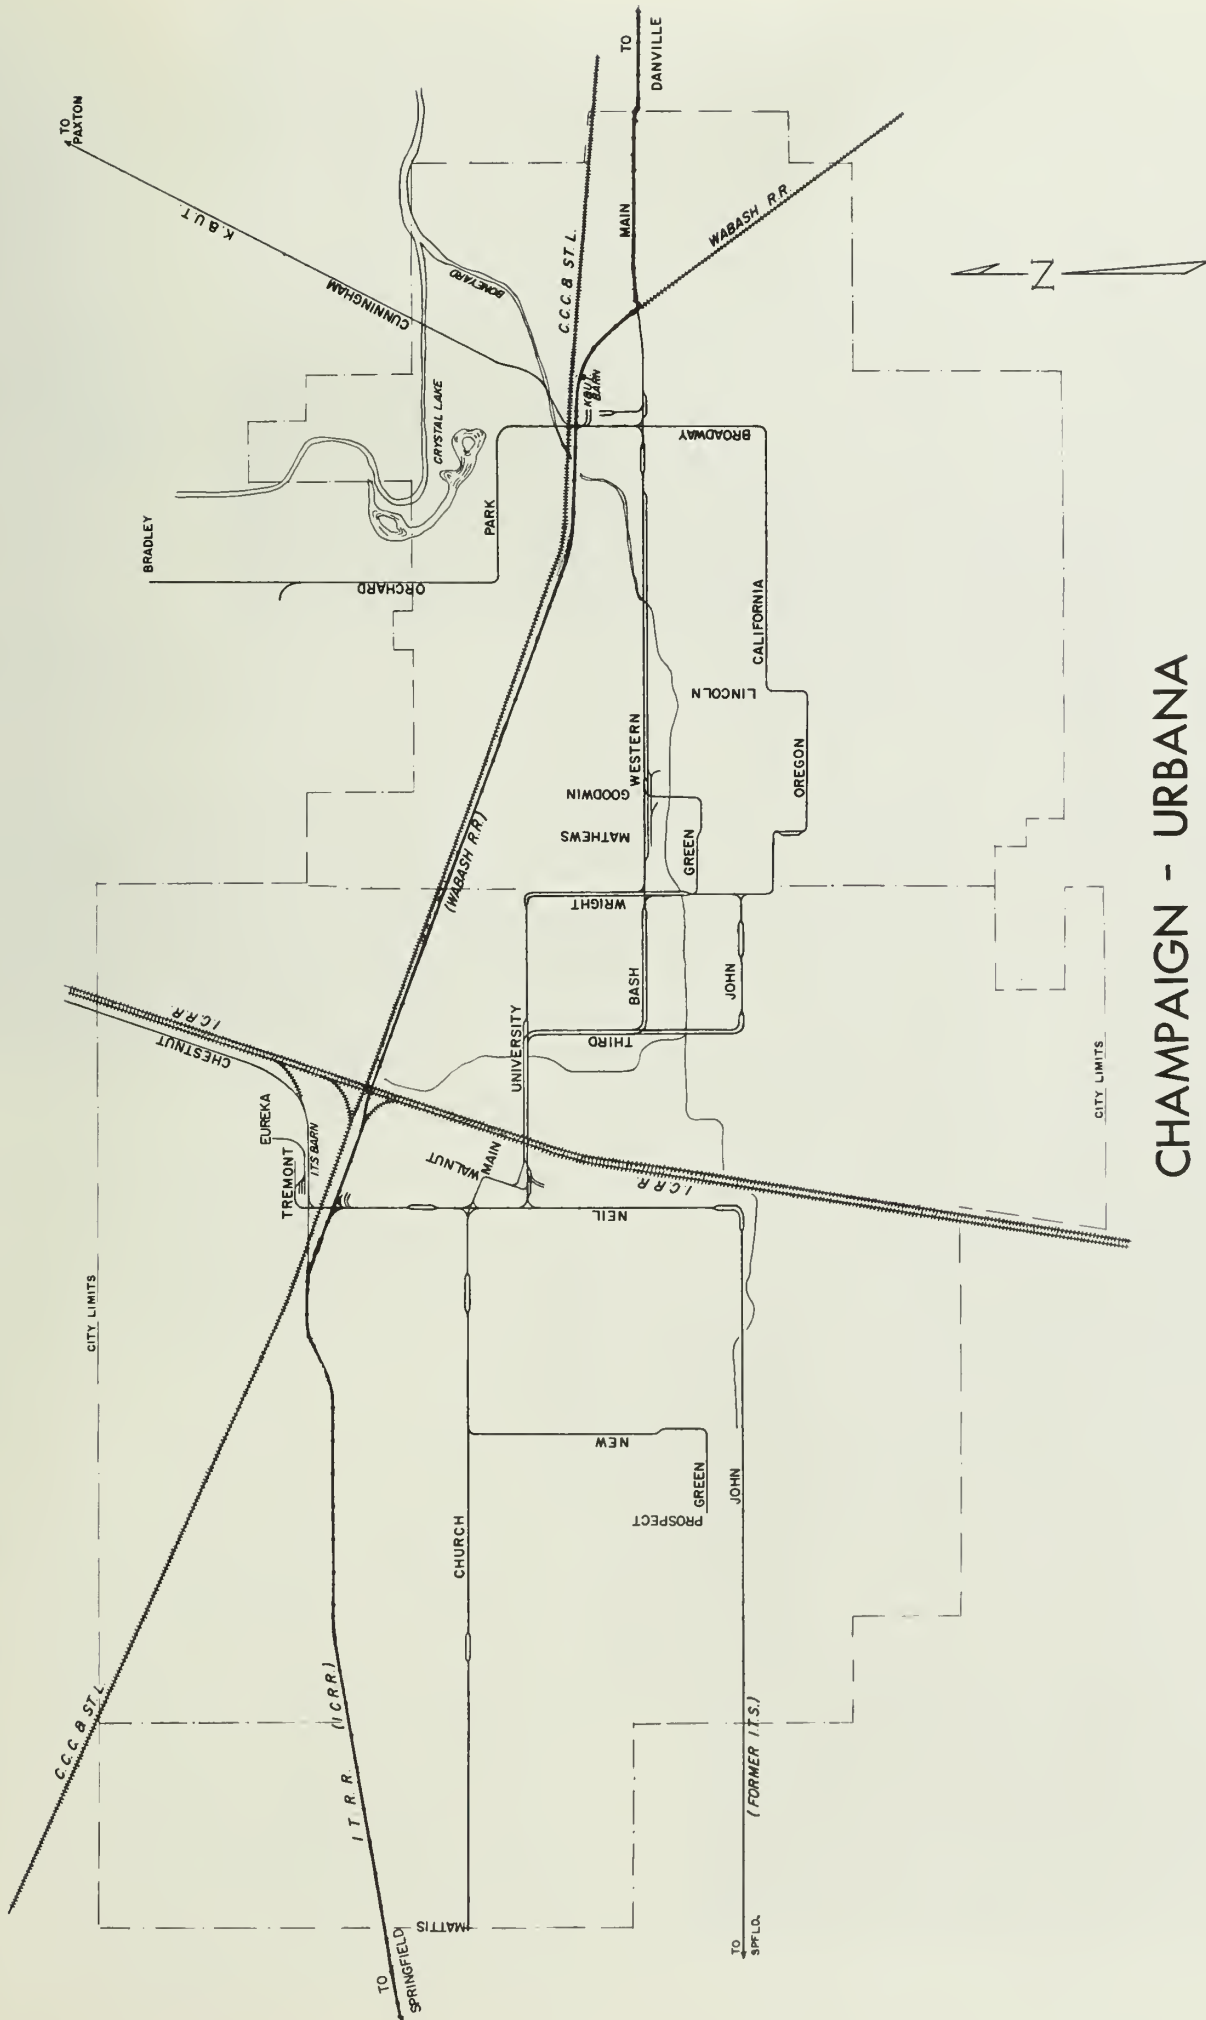 TO
PAXTON
K. & U.T.
CUNNINGHAM
BONEYARD
CRYSTAL LAKE
BRADLEY
ORCHARD
PARK
C.C.C. & ST. L.
TO
DANVILLE
MAIN
WABASH R.R.
K&UT
BARN
BROADWAY
N
CALIFORNIA
LINCOLN
OREGON
WESTERN
GOODWIN
MATHEWS
GREEN
WRIGHT
(WABASH R.R.)
BASH
JOHN
THIRD
UNIVERSITY
I.C.R.R.
CHESTNUT
EUREKA
TREMONT
ITS BARN
WALNUT
MAIN
NEIL
I.C.R.R.
CITY LIMITS
CITY LIMITS
NEW
GREEN
PROSPECT
JOHN
CHURCH
C.C.C. & ST. L.
(I C R R.)
I T. R. R.
MATTIS
TO
SPRINGFIELD
(FORMER I.T.S.)
TO
SPFLD.
CHAMPAIGN - URBANA